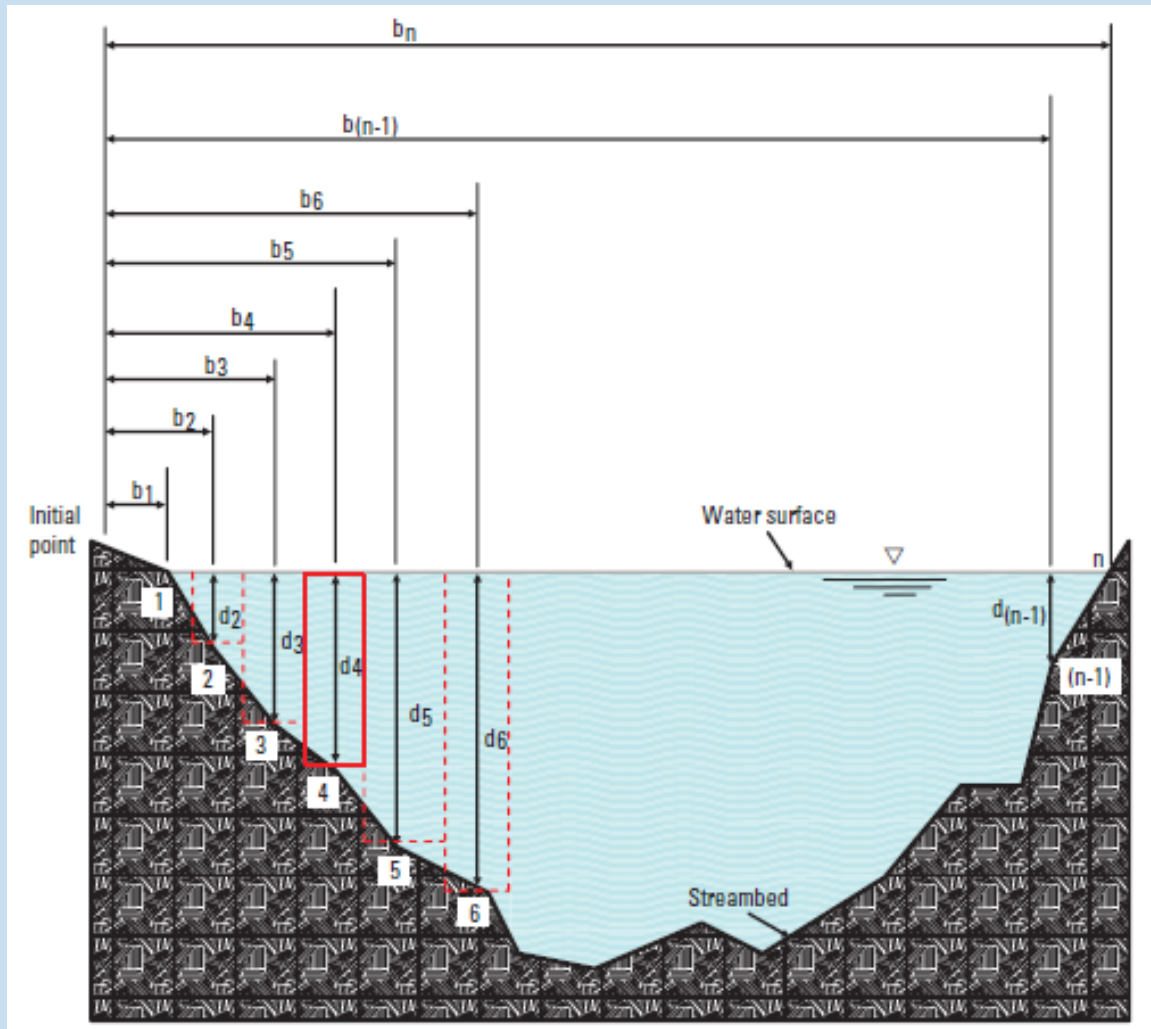 bn
b(n-1)
b6
b5
b4
b3
b2
b1
Initial
point
Water surface
n
1
d2
d3
d4
d5
d6
d(n-1)
2
(n-1)
3
4
5
6
Streambed